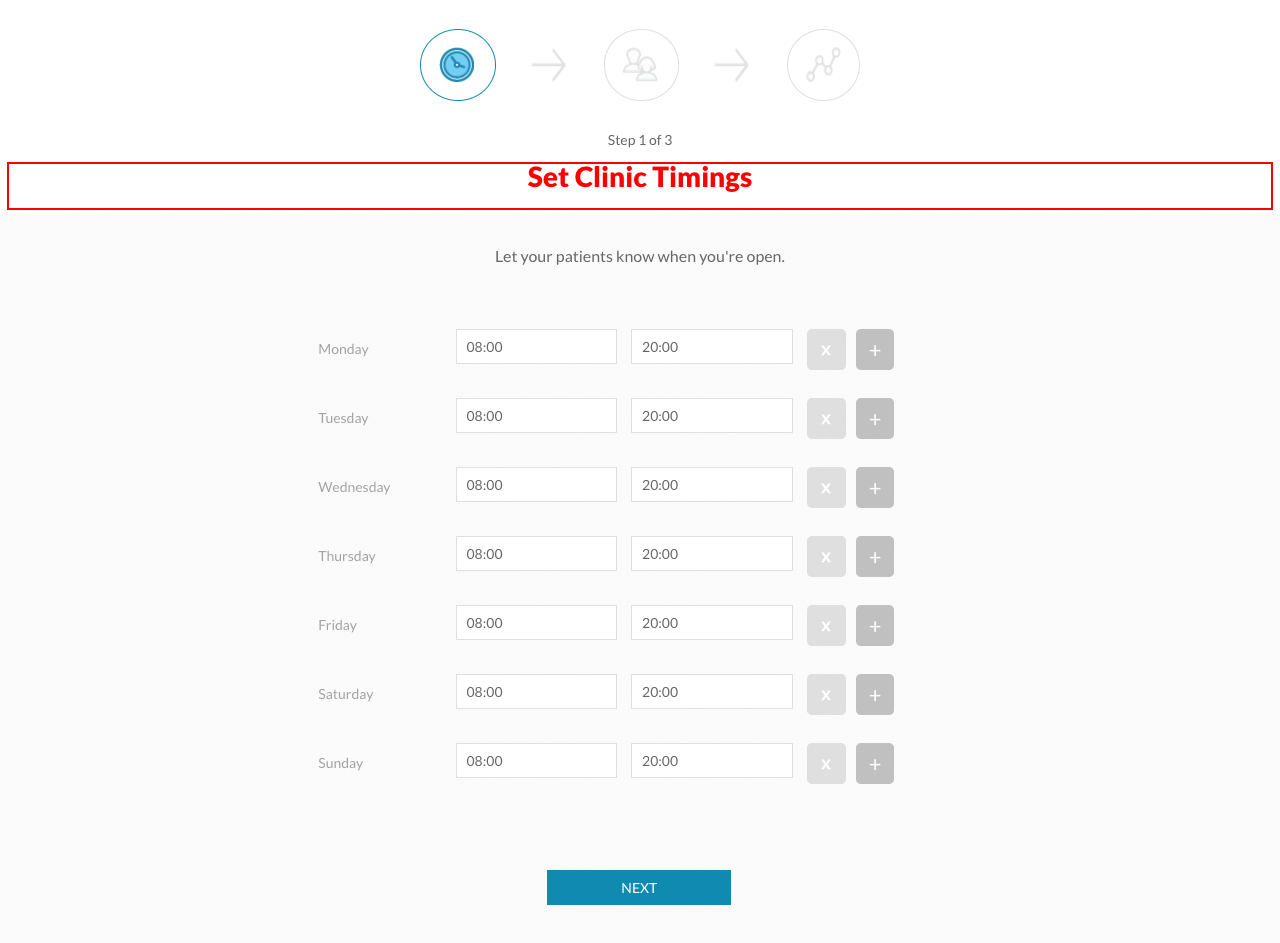 Step 1 of 3
Set Clinic Timings
Let your patients know when you're open.
Monday 08:00 20:00 x +
Tuesday 08:00 20:00 x +
Wednesday 08:00 20:00 x +
Thursday 08:00 20:00 x +
Friday 08:00 20:00 x +
Saturday 08:00 20:00 x +
Sunday 08:00 20:00 x +
NEXT